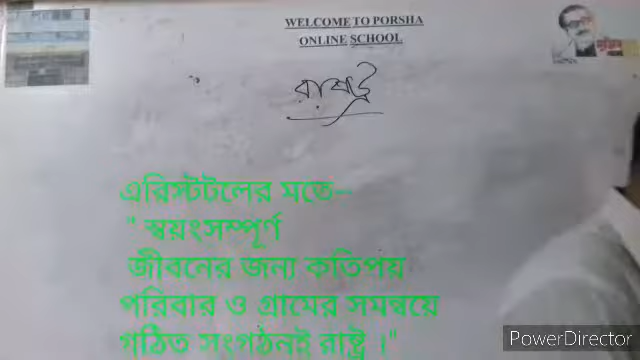 WELCOME TO PORSHA
ONLINE SCHOOL
রাষ্ট্র
এরিস্টটলের মতে--
" স্বয়ংসম্পূর্ণ
জীবনের জন্য কতিপয়
পরিবার ও গ্রামের সমন্বয়ে
গঠিত সংগঠনই রাষ্ট্র ।"
PowerDirector